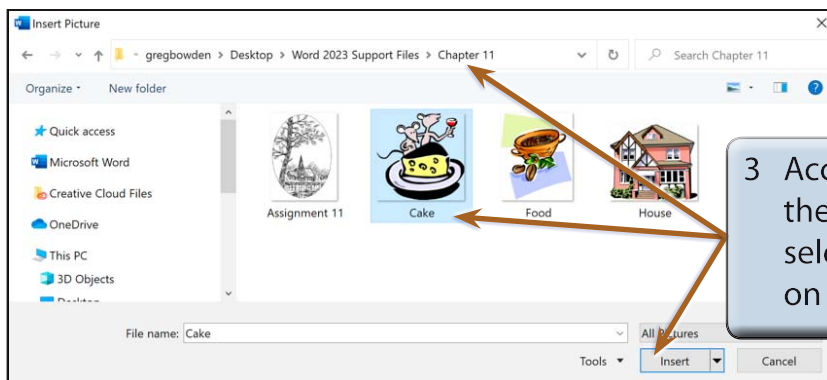 Insert Picture
gregbowden > Desktop > Word 2023 Support Files > Chapter 11
Search Chapter 11
Organize
New folder
Quick access
Microsoft Word
Creative Cloud Files
OneDrive
This PC
3D Objects
Desktop
Assignment 11
Cake
Food
House
3 Acc
the
sele
on
File name: Cake
All Pictures
Tools
Insert
Cancel